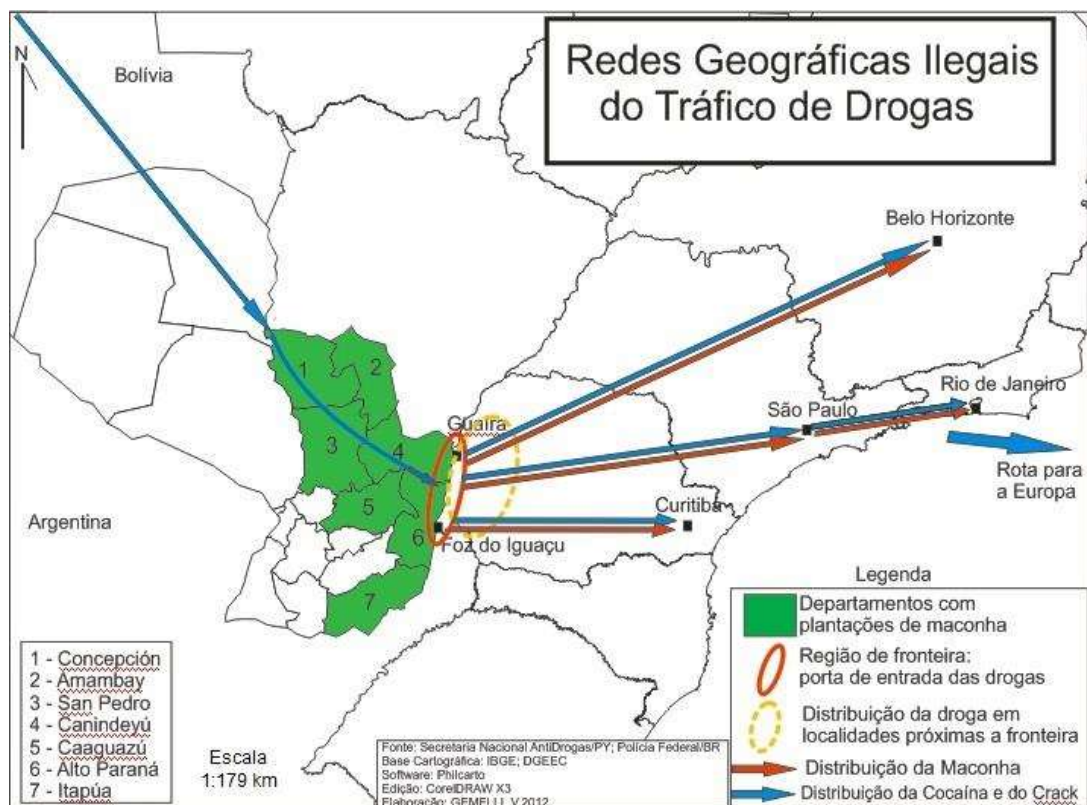 Redes Geográficas Ilegais
do Tráfico de Drogas
N
Bolívia
Belo Horizonte
Rio de Janeiro
São Paulo
Rota para
a Europa
Guaíra
Curitiba
Foz do Iguaçu
Argentina
1
2
3
4
5
6
7
1 - Concepción
2 - Amambay
3 - San Pedro
4 - Canindeyú
5 - Caaguazú
6 - Alto Paraná
7 - Itapúa
Escala
1:179 km
Fonte: Secretaria Nacional AntiDrogas/PY; Polícia Federal/BR
Base Cartográfica: IBGE; DGEEC
Software: Philcarto
Edição: CorelDRAW X3
Elaboração: GEMELLI, V.2012
Legenda
Departamentos com
plantações de maconha
Região de fronteira:
porta de entrada das drogas
Distribuição da droga em
localidades próximas a fronteira
Distribuição da Maconha
Distribuição da Cocaína e do Crack